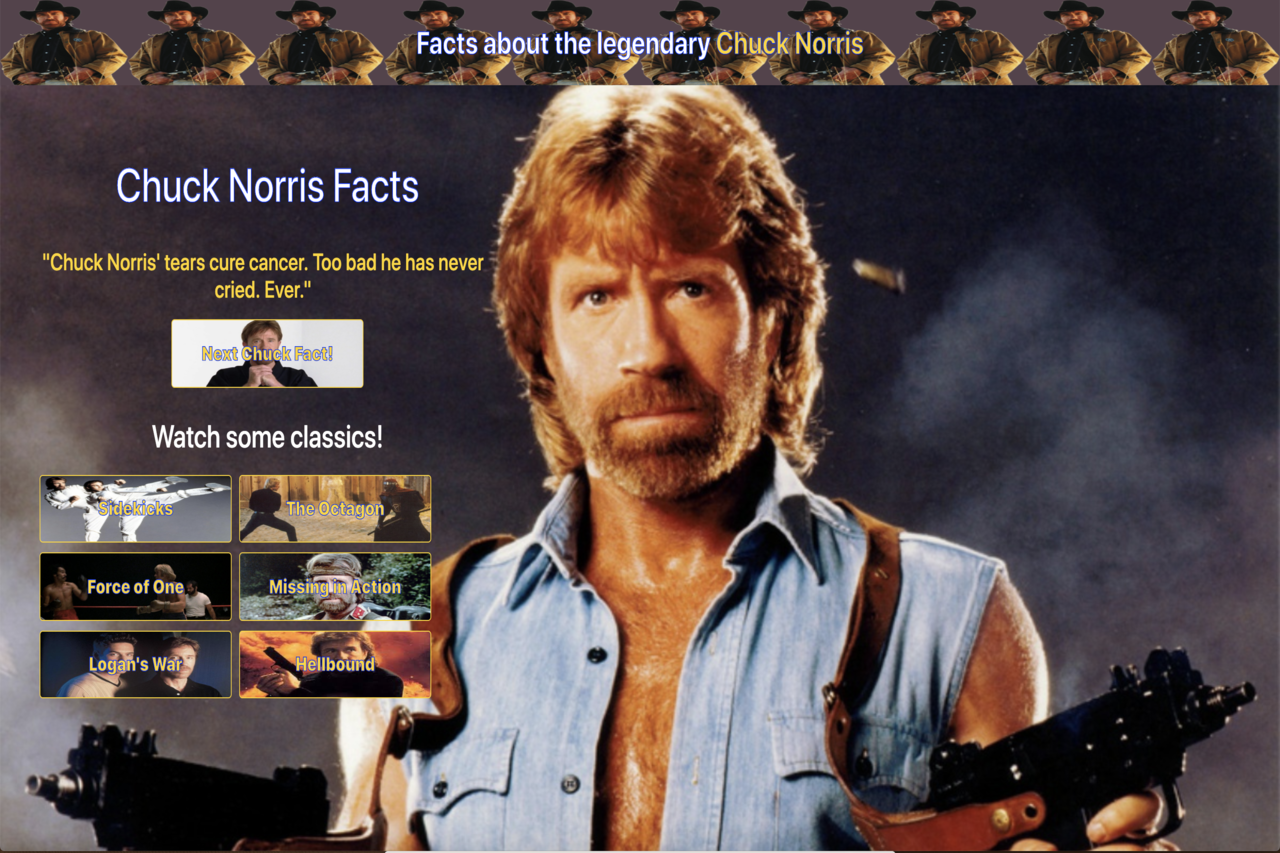 Facts about the legendary Chuck Norris
Chuck Norris Facts
"Chuck Norris' tears cure cancer. Too bad he has never
cried. Ever."
Next Chuck Fact!
Watch some classics!
Sidekicks
The Octagon
Force of One
Missing in Action
Logan's War
Hellbound